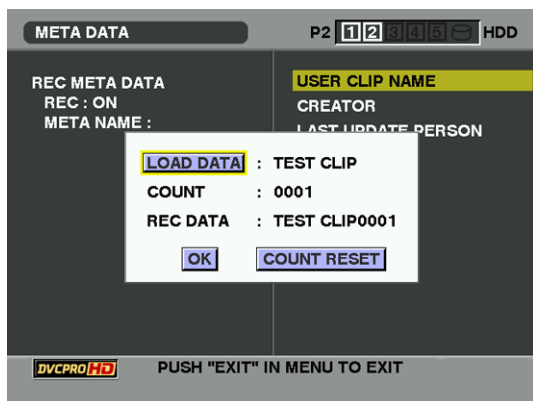 META DATA
P2 1 2 3 4 5 HDD
REC META DATA
REC : ON
META NAME :
USER CLIP NAME
CREATOR
LAST UPDATE PERSON
LOAD DATA : TEST CLIP
COUNT : 0001
REC DATA : TEST CLIP0001
OK COUNT RESET
DVCPRO HD PUSH "EXIT" IN MENU TO EXIT